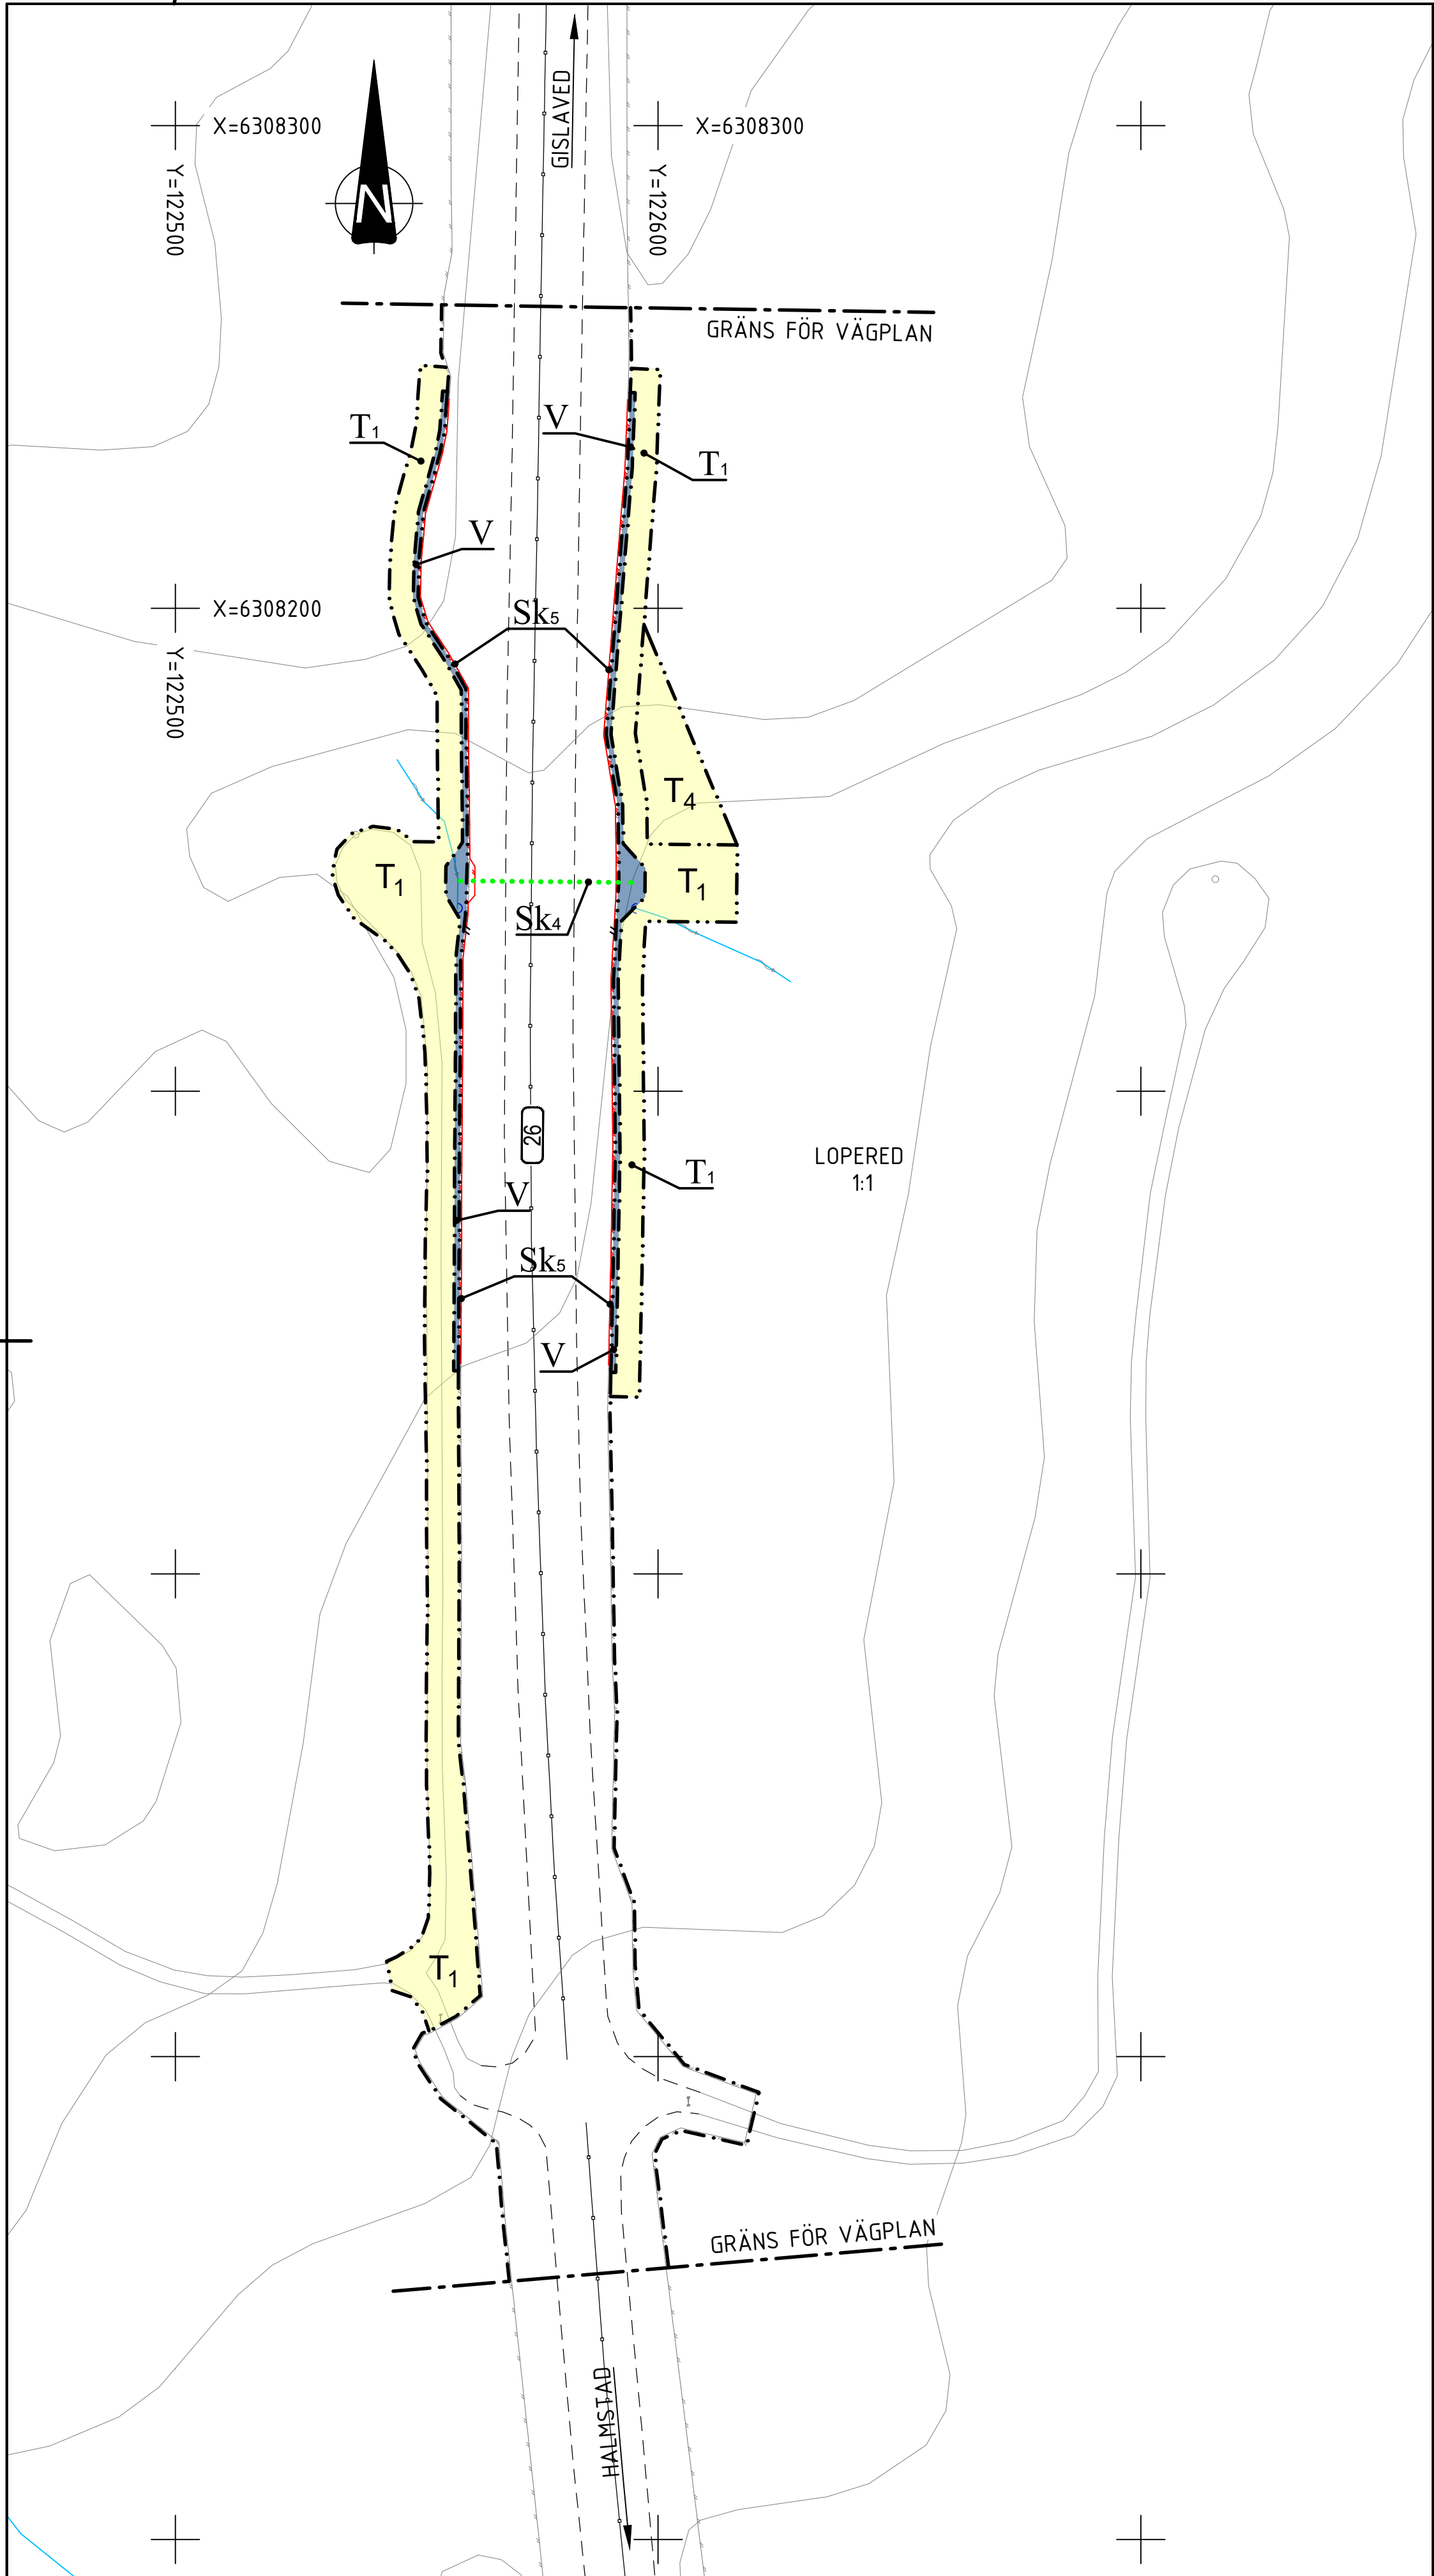 GISLAVED
X=6308300
X=6308300
Y=122500
Y=122600
N
GRÄNS FÖR VÄGPLAN
V
T1
T1
V
X=6308200
Sk5
Y=122500
T4
T1
T1
Sk4
26
LOPERED
1:1
T1
V
Sk5
V
T1
GRÄNS FÖR VÄGPLAN
HALMSTAD